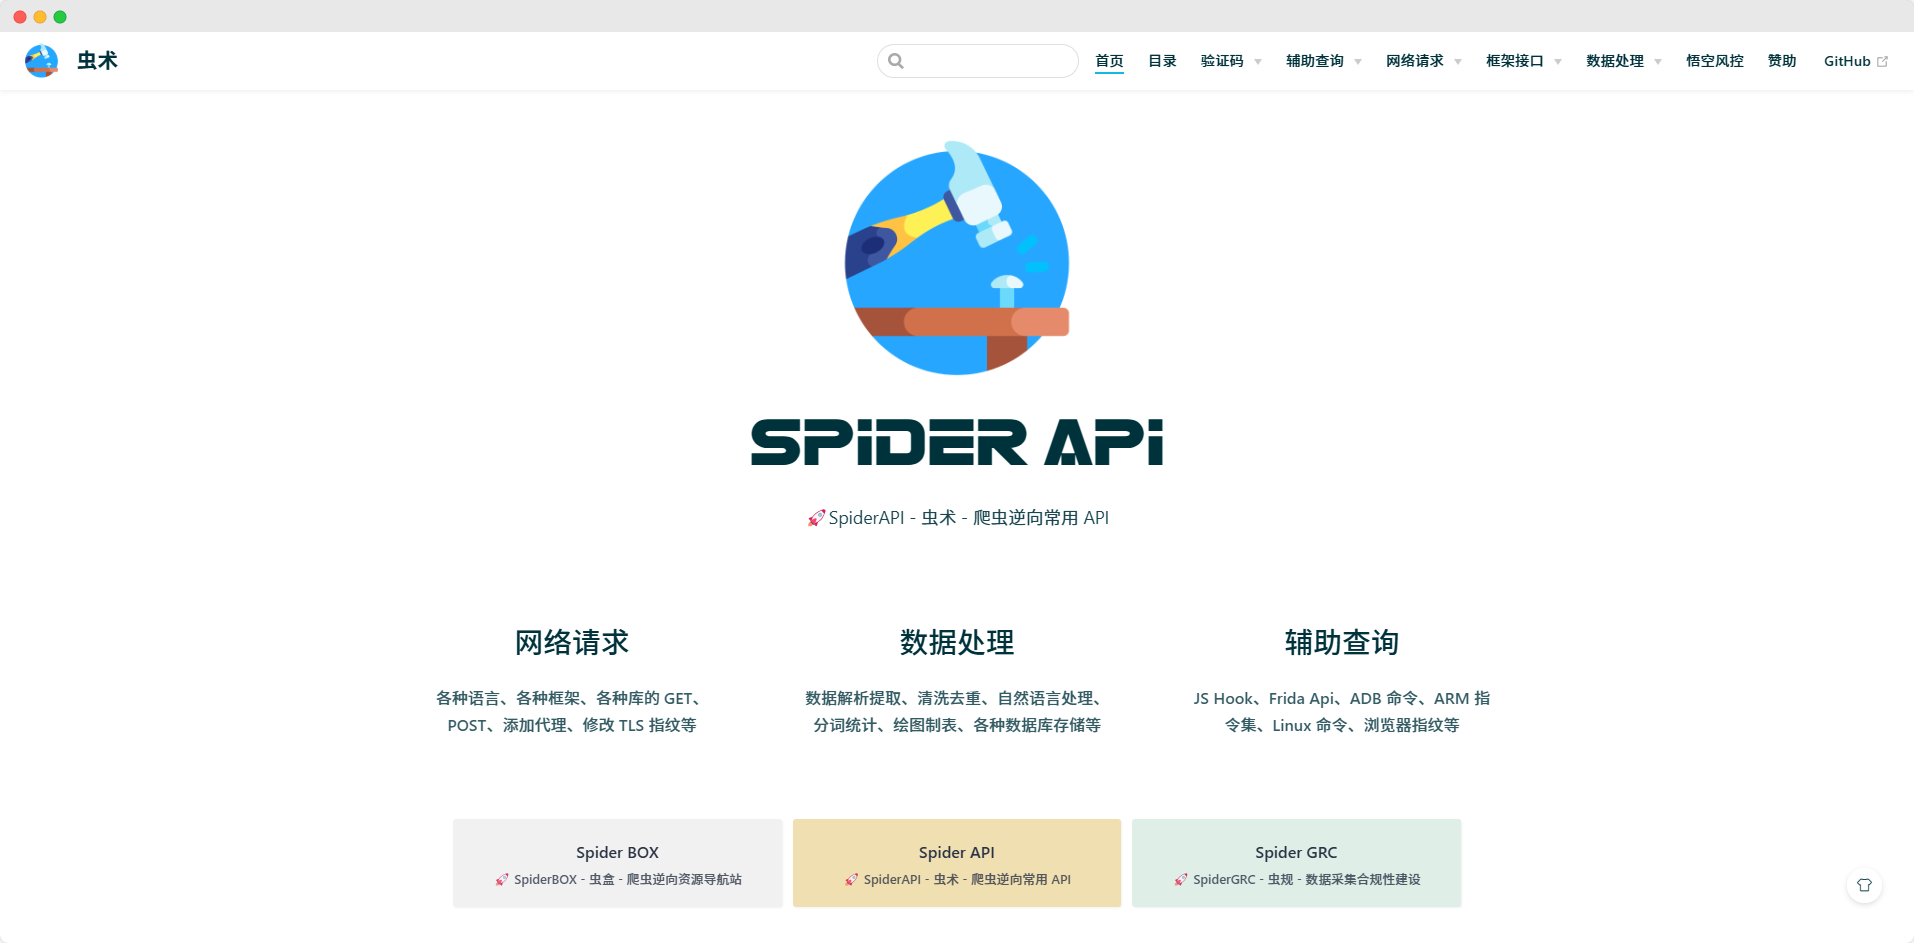 虫术
首页 目录 验证码 辅助查询 网络请求 框架接口 数据处理 悟空风控 赞助 GitHub
SPiDER APi
🚀SpiderAPI - 虫术 - 爬虫逆向常用 API
网络请求
各种语言、各种框架、各种库的 GET、
POST、添加代理、修改 TLS 指纹等
数据处理
数据解析提取、清洗去重、自然语言处理、
分词统计、绘图制表、各种数据库存储等
辅助查询
JS Hook、Frida Api、ADB 命令、ARM 指
令集、Linux 命令、浏览器指纹等
Spider BOX
🚀 SpiderBOX - 虫盒 - 爬虫逆向资源导航站
Spider API
🚀 SpiderAPI - 虫术 - 爬虫逆向常用 API
Spider GRC
🚀 SpiderGRC - 虫规 - 数据采集合规性建设